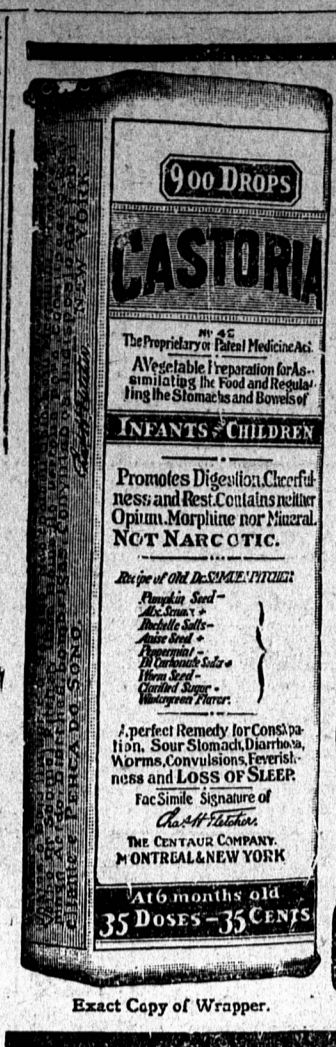 900 DROPS
CASTORIA
No 42
The Proprietary or Patent Medicine Act.
AVegetable Preparation forAs-
similating the Food and Regula-
ting the Stomachs and Bowels of
INFANTS & CHILDREN
Promotes Digestion,Cheerful-
ness and Rest.Contains neither
Opium,Morphine nor Mineral.
NOT NARCOTIC.
Recipe of Old Dr.SAMUEL PITCHER
Pumpkin Seed -
Alx.Senna +
Rochelle Salts -
Anise Seed +
Peppermint -
Bi Carbonate Soda +
Worm Seed -
Clarified Sugar -
Wintergreen Flavor.
A perfect Remedy for Constipa-
tion, Sour Stomach,Diarrhoea,
Worms,Convulsions,Feverish-
ness and LOSS OF SLEEP.
Fac Simile Signature of
Chas. H. Fletcher.
THE CENTAUR COMPANY.
MONTREAL&NEW YORK
At 6 months old
35 DOSES - 35 CENTS
NEW YORK
Exact Copy of Wrapper.